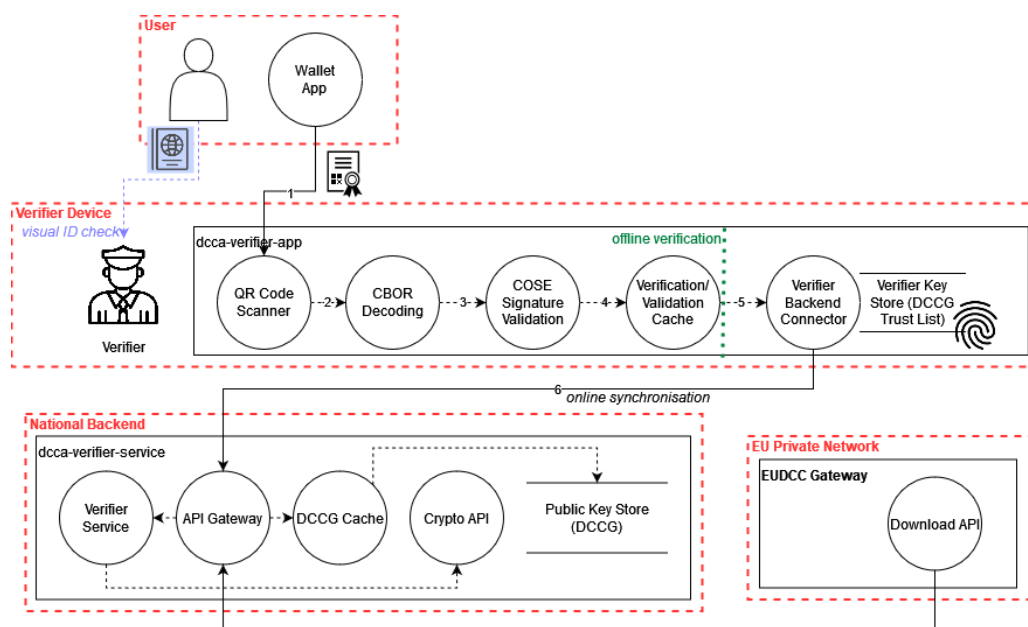 User
Wallet
App
1
Verifier Device
visual ID check
Verifier
dcca-verifier-app
offline verification
QR Code
Scanner
2
CBOR
Decoding
3
COSE
Signature
Validation
4
Verification/
Validation
Cache
5
Verifier
Backend
Connector
Verifier Key
Store (DCCG
Trust List)
6
online synchronisation
National Backend
dcca-verifier-service
Verifier
Service
API Gateway
DCCG Cache
Crypto API
Public Key Store
(DCCG)
EU Private Network
EUDCC Gateway
Download API